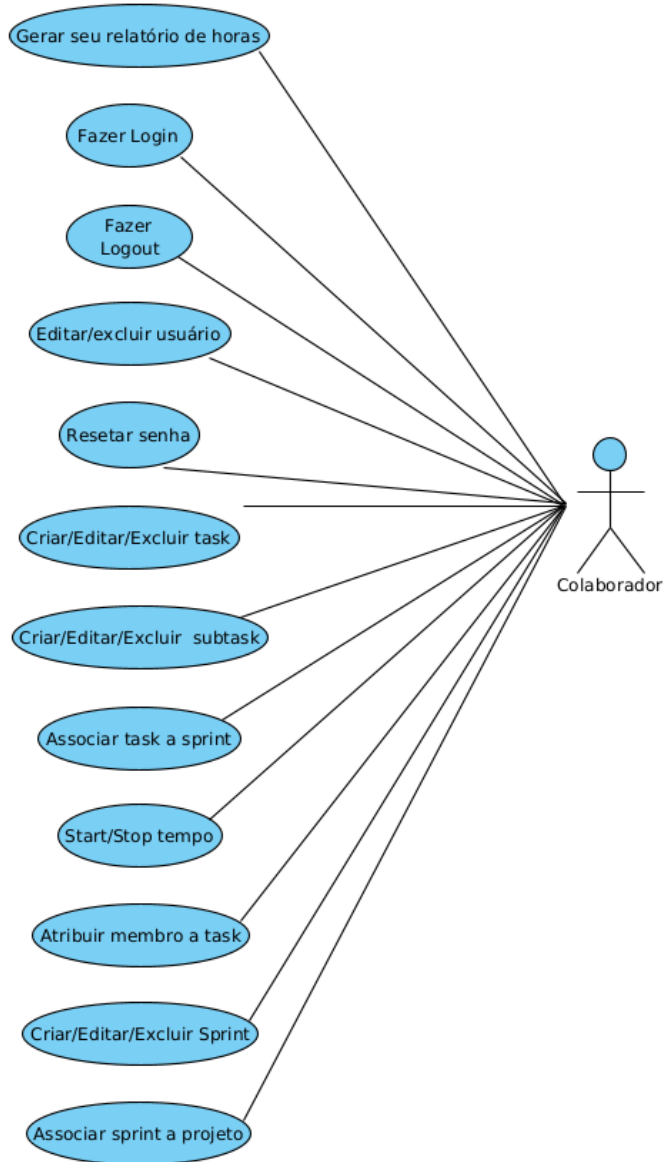 Gerar seu relatório de horas
Fazer Login
Fazer
Logout
Editar/excluir usuário
Resetar senha
Criar/Editar/Excluir task
Colaborador
Criar/Editar/Excluir  subtask
Associar task a sprint
Start/Stop tempo
Atribuir membro a task
Criar/Editar/Excluir Sprint
Associar sprint a projeto